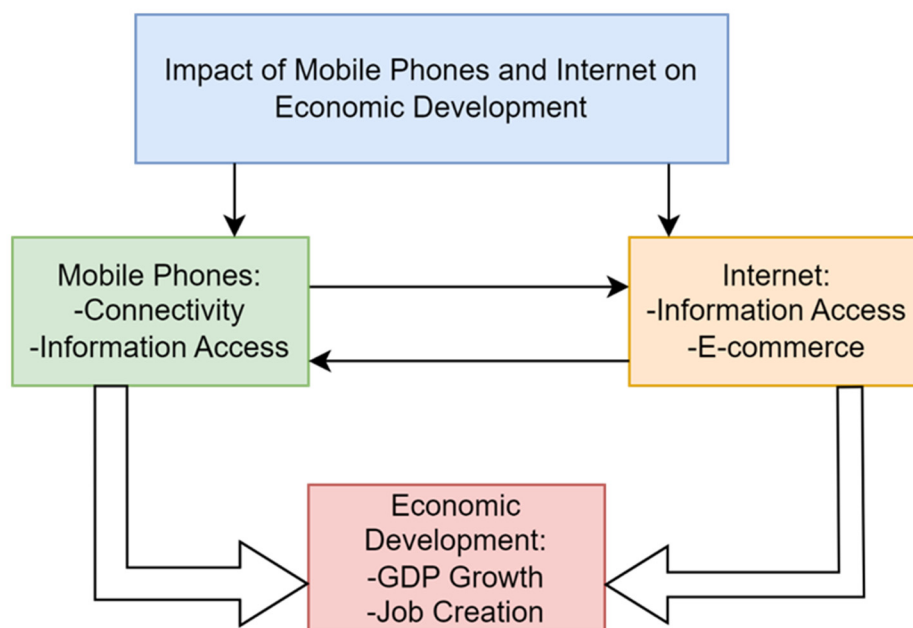 Impact of Mobile Phones and Internet on
Economic Development
Mobile Phones:
-Connectivity
-Information Access
Internet:
-Information Access
-E-commerce
Economic
Development:
-GDP Growth
-Job Creation